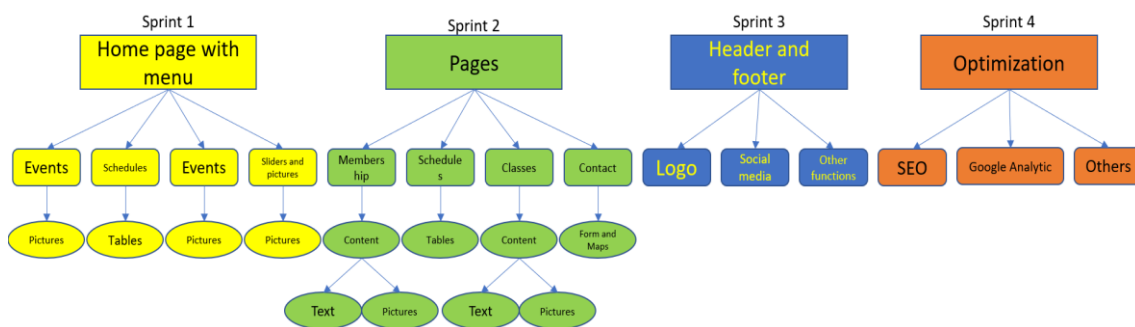 Sprint 1
Sprint 2
Sprint 3
Sprint 4
Home page with
menu
Pages
Header and
footer
Optimization
Events
Schedules
Events
Sliders and
pictures
Members
hip
Schedule
s
Classes
Contact
Logo
Social
media
Other
functions
SEO
Google Analytic
Others
Pictures
Tables
Pictures
Pictures
Content
Tables
Content
Form and
Maps
Text
Pictures
Text
Pictures